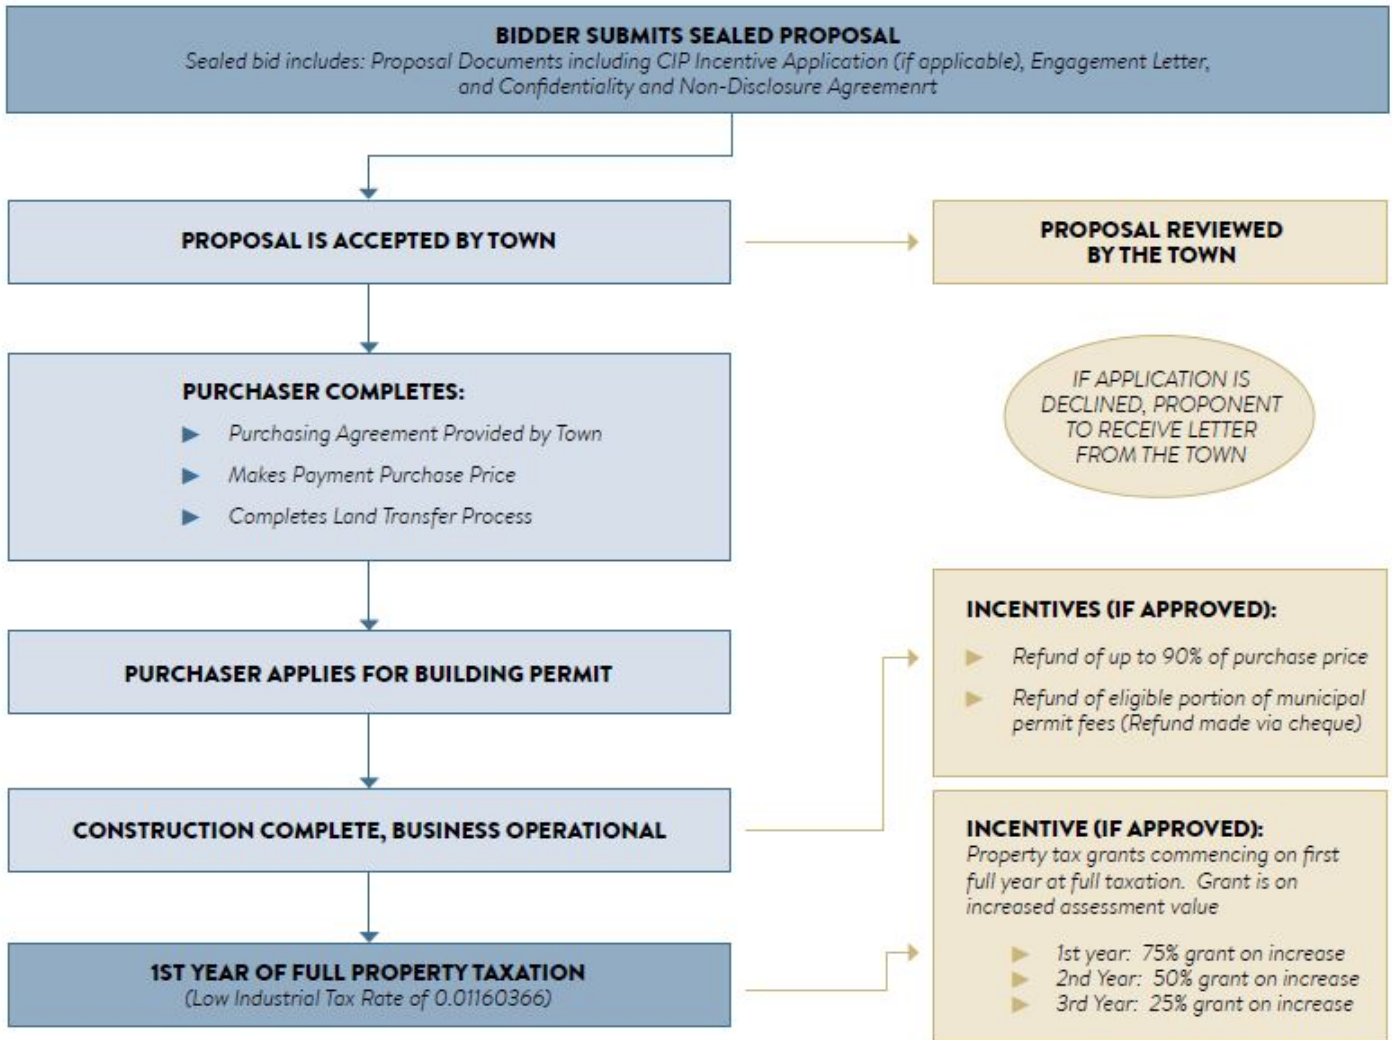 BIDDER SUBMITS SEALED PROPOSAL
Sealed bid includes: Proposal Documents including CIP Incentive Application (if applicable), Engagement Letter,
and Confidentiality and Non-Disclosure Agreemenrt
PROPOSAL IS ACCEPTED BY TOWN
PROPOSAL REVIEWED
BY THE TOWN
PURCHASER COMPLETES:
Purchasing Agreement Provided by Town
Makes Payment Purchase Price
Completes Land Transfer Process
IF APPLICATION IS
DECLINED, PROPONENT
TO RECEIVE LETTER
FROM THE TOWN
PURCHASER APPLIES FOR BUILDING PERMIT
INCENTIVES (IF APPROVED):
Refund of up to 90% of purchase price
Refund of eligible portion of municipal
permit fees (Refund made via cheque)
CONSTRUCTION COMPLETE, BUSINESS OPERATIONAL
INCENTIVE (IF APPROVED):
Property tax grants commencing on first
full year at full taxation. Grant is on
increased assessment value
1st year: 75% grant on increase
2nd Year: 50% grant on increase
3rd Year: 25% grant on increase
1ST YEAR OF FULL PROPERTY TAXATION
(Low Industrial Tax Rate of 0.01160366)